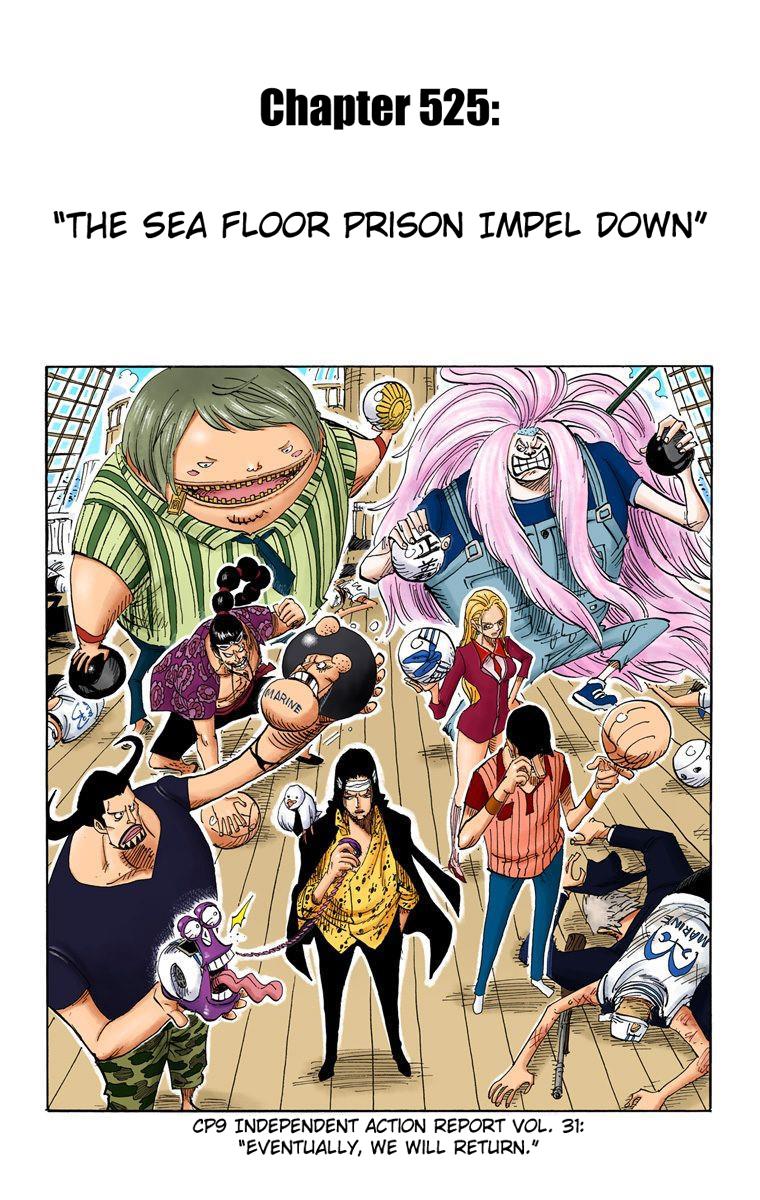 Chapter 525:
"THE SEA FLOOR PRISON IMPEL DOWN"
MARINE
MARINE
CP9 INDEPENDENT ACTION REPORT VOL. 31:
"EVENTUALLY, WE WILL RETURN."